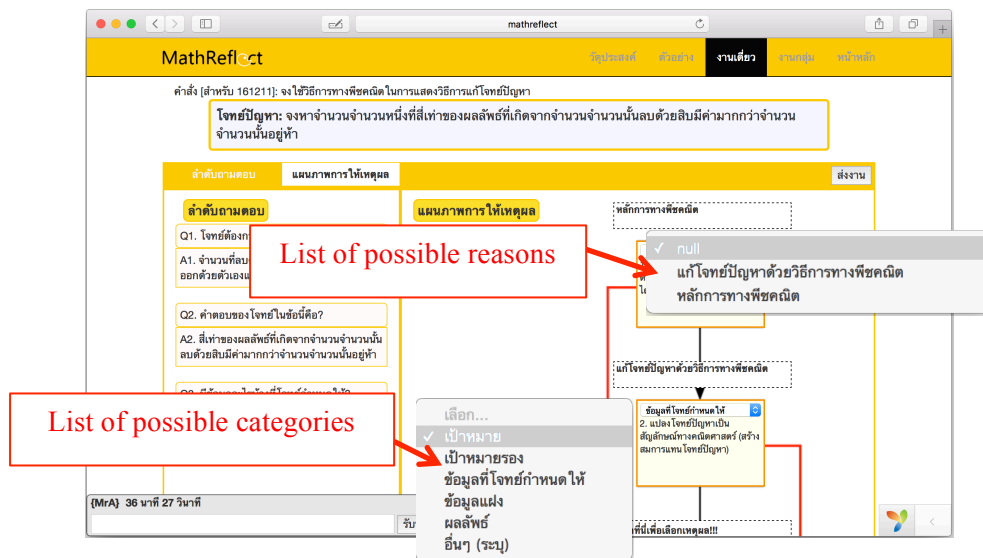 mathreflect
MathReflect
วัตุประสงค์ ตัวอย่าง งานเดี่ยว งานกลุ่ม หน้าหลัก
คำสั่ง [สำหรับ 161211]: จงใช้วิธีการทางพีชคณิตในการแสดงวิธีการแก้โจทย์ปัญหา
โจทย์ปัญหา: จงหาจำนวนจำนวนหนึ่งที่สี่เท่าของผลลัพธ์ที่เกิดจากจำนวนจำนวนนั้นลบด้วยสิบมีค่ามากกว่าจำนวน
จำนวนนั้นอยู่ห้า
ลำดับถามตอบ แผนภาพการให้เหตุผล ส่งงาน
ลำดับถามตอบ แผนภาพการให้เหตุผล หลักการทางพีชคณิต
Q1. โจทย์ต้องก
A1. จำนวนที่ลบ
ออกด้วยตัวเองแ
List of possible reasons
✓ null
แก้โจทย์ปัญหาด้วยวิธีการทางพีชคณิต
หลักการทางพีชคณิต
Q2. คำตอบของโจทย์ในข้อนี้คือ?
A2. สี่เท่าของผลลัพธ์ที่เกิดจากจำนวนจำนวนนั้น
ลบด้วยสิบมีค่ามากกว่าจำนวนจำนวนนั้นอยู่ห้า
แก้โจทย์ปัญหาด้วยวิธีการทางพีชคณิต
List of possible categories
เลือก...
✓ เป้าหมาย
เป้าหมายรอง
ข้อมูลที่โจทย์กำหนดให้
ข้อมูลแฝง
ผลลัพธ์
อื่นๆ (ระบุ)
ข้อมูลที่โจทย์กำหนดให้
2. แปลงโจทย์ปัญหาเป็น
สัญลักษณ์ทางคณิตศาสตร์ (สร้าง
สมการแทนโจทย์ปัญหา)
{MrA} 36 นาที 27 วินาที
ที่นี่เพื่อเลือกเหตุผล!!!